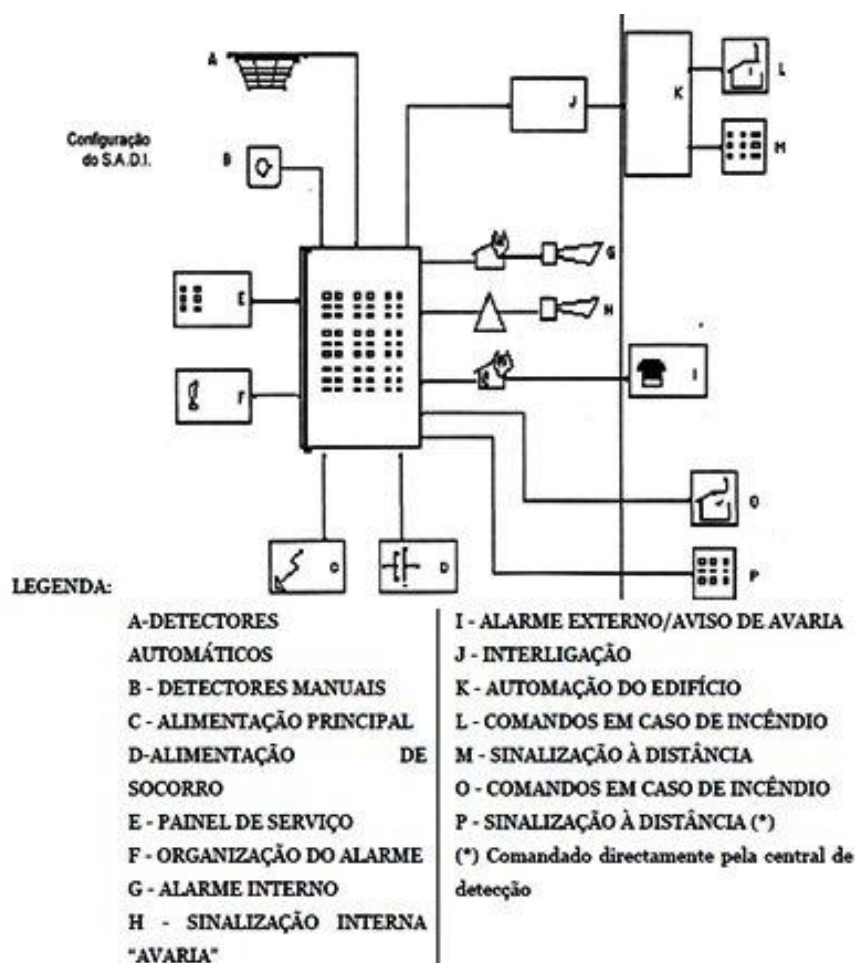 A
Configuração
do S.A.D.I.
B
J
K
L
M
G
E
H
I
F
O
C
D
P
LEGENDA:
A-DETECTORES
AUTOMÁTICOS
B - DETECTORES MANUAIS
C - ALIMENTAÇÃO PRINCIPAL
D-ALIMENTAÇÃO DE
SOCORRO
E - PAINEL DE SERVIÇO
F - ORGANIZAÇÃO DO ALARME
G - ALARME INTERNO
H - SINALIZAÇÃO INTERNA
"AVARIA"
I - ALARME EXTERNO/AVISO DE AVARIA
J - INTERLIGAÇÃO
K - AUTOMAÇÃO DO EDIFÍCIO
L - COMANDOS EM CASO DE INCÊNDIO
M - SINALIZAÇÃO À DISTÂNCIA
O - COMANDOS EM CASO DE INCÊNDIO
P - SINALIZAÇÃO À DISTÂNCIA (*)
(*) Comandado directamente pela central de
detecção